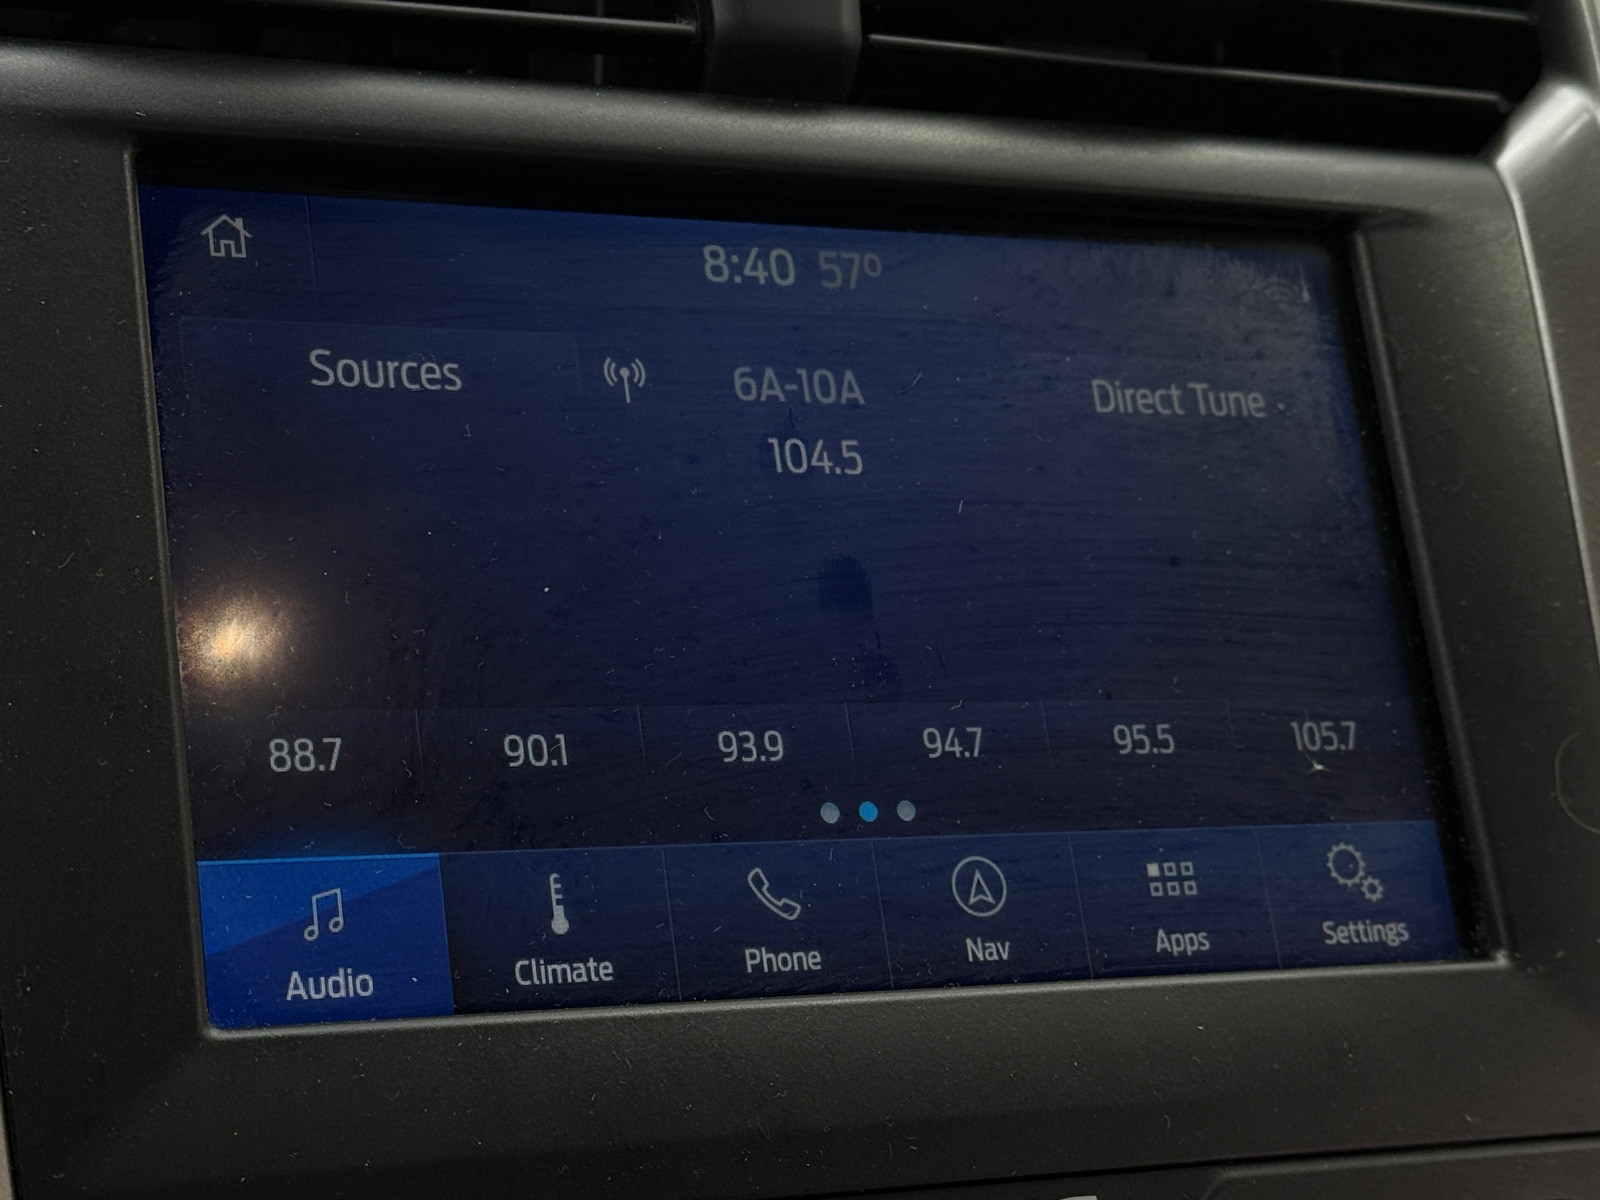 8:40 57°
Sources 6A-10A Direct Tune
104.5
88.7 90.1 93.9 94.7 95.5 105.7
Audio Climate Phone Nav Apps Settings